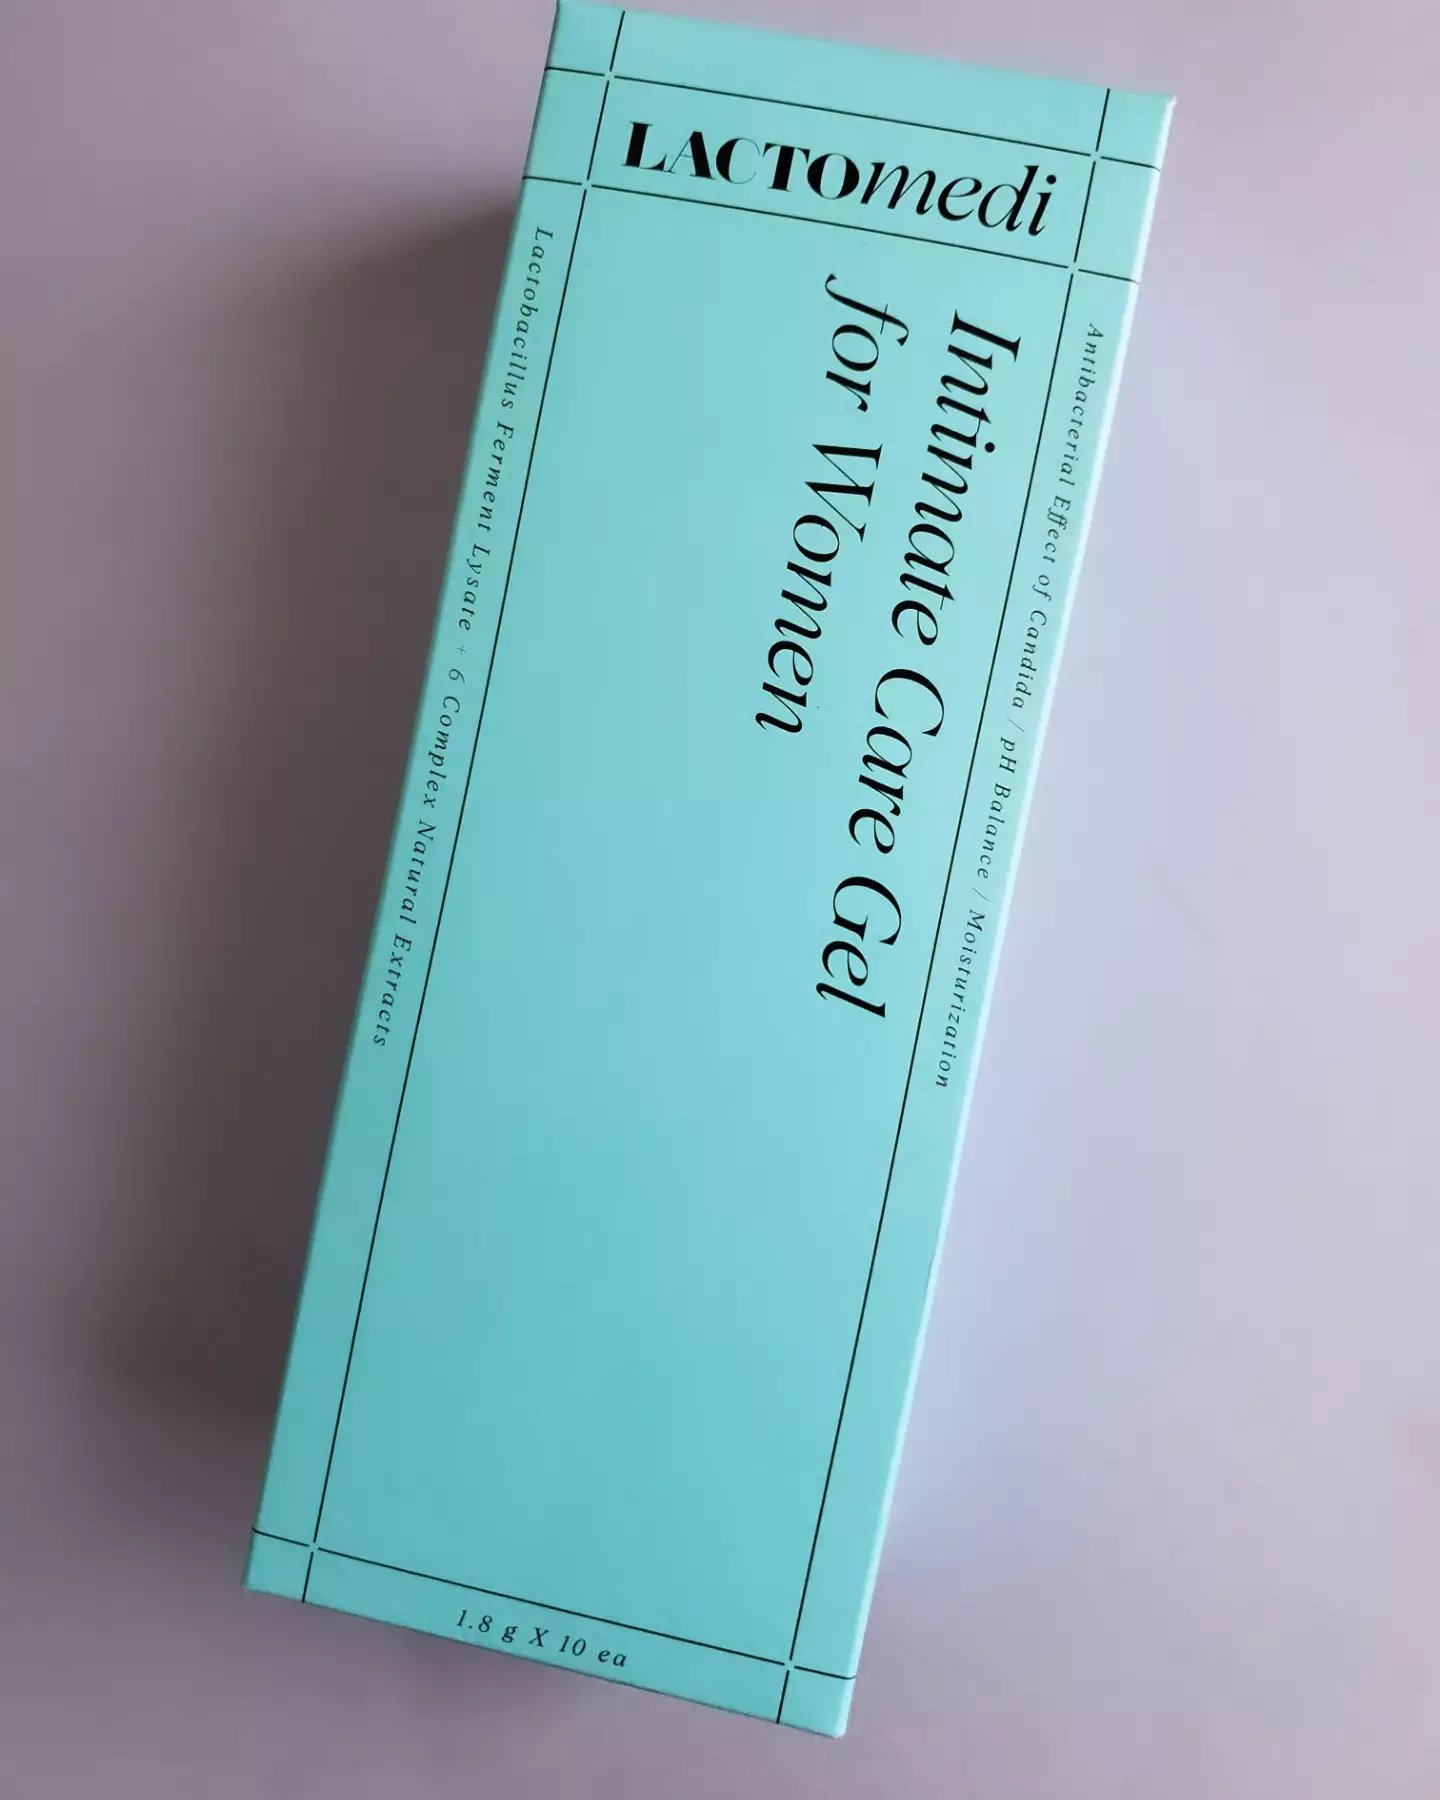 LACTOmedi
Intimate Care Gel
for Women
Antibacterial Effect of Candida / pH Balance / Moisturization
Lactobacillus Ferment Lysate + 6 Complex Natural Extracts
1.8 g X 10 ea